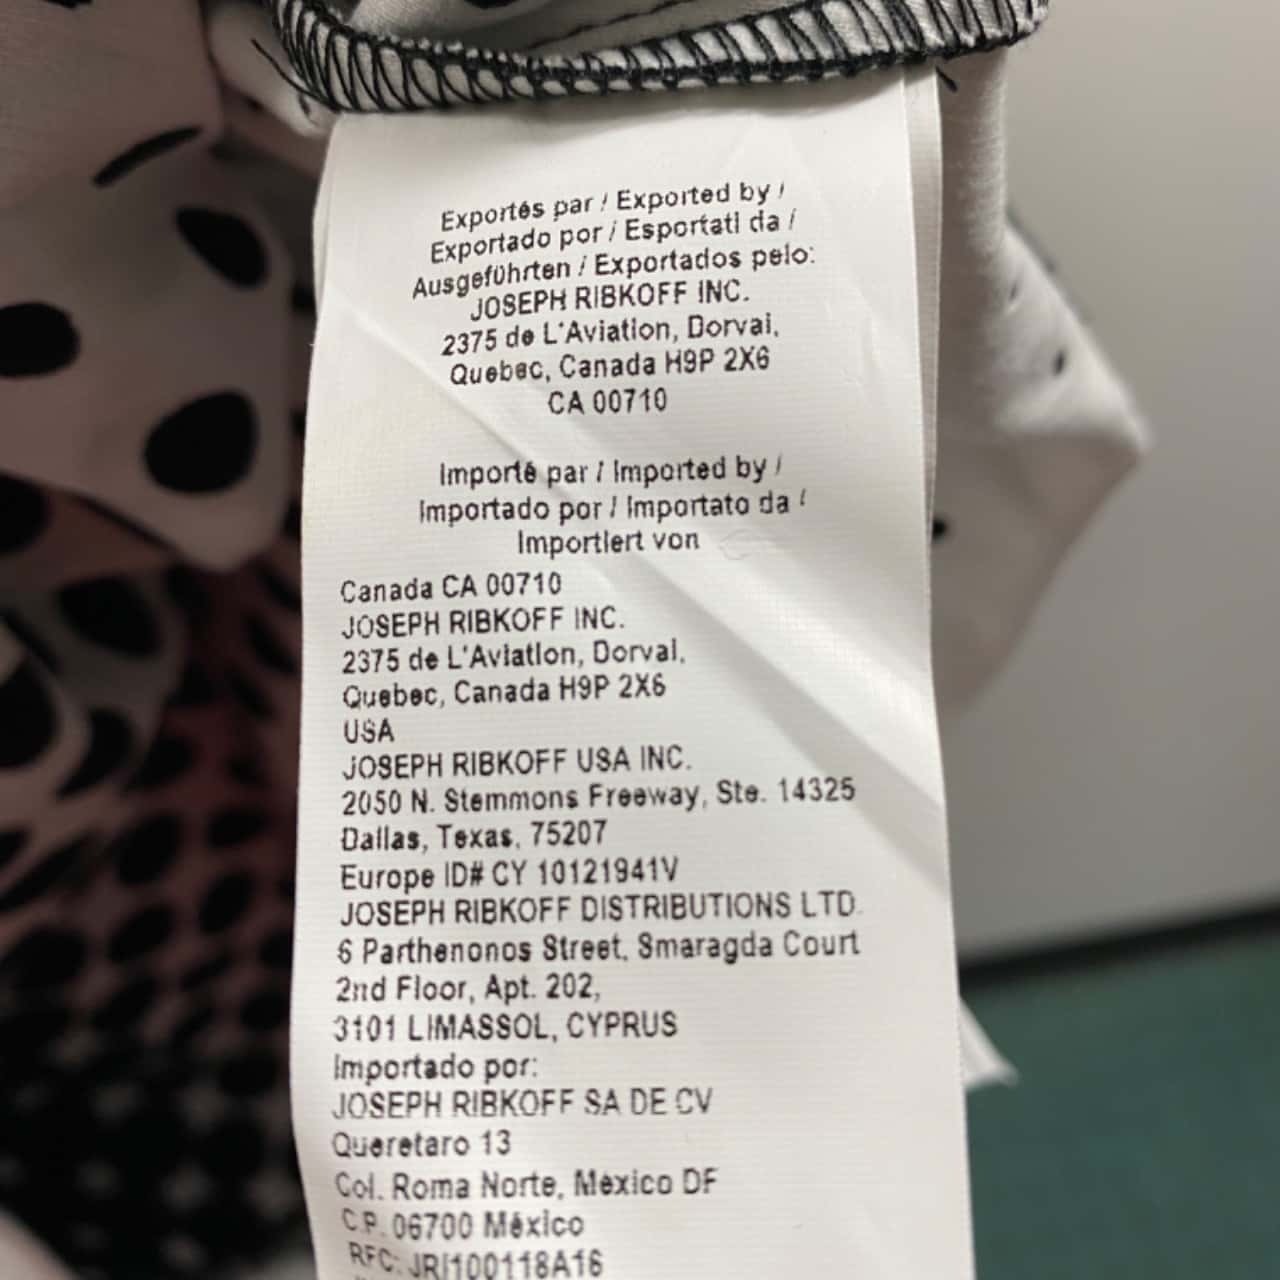 Exportés par / Exported by /
Exportado por / Esportati da /
Ausgeführten / Exportados pelo:
JOSEPH RIBKOFF INC.
2375 de L'Aviation, Dorval,
Quebec, Canada H9P 2X6
CA 00710
Importé par / Imported by /
Importado por / Importato da /
Importiert von
Canada CA 00710
JOSEPH RIBKOFF INC.
2375 de L'Aviation, Dorval,
Quebec, Canada H9P 2X6
USA
JOSEPH RIBKOFF USA INC.
2050 N. Stemmons Freeway, Ste. 14325
Dallas, Texas, 75207
Europe ID# CY 10121941V
JOSEPH RIBKOFF DISTRIBUTIONS LTD.
6 Parthenonos Street, Smaragda Court
2nd Floor, Apt. 202,
3101 LIMASSOL, CYPRUS
Importado por:
JOSEPH RIBKOFF SA DE CV
Queretaro 13
Col. Roma Norte, Mexico DF
C.P. 06700 México
RFC: JRI100118A16